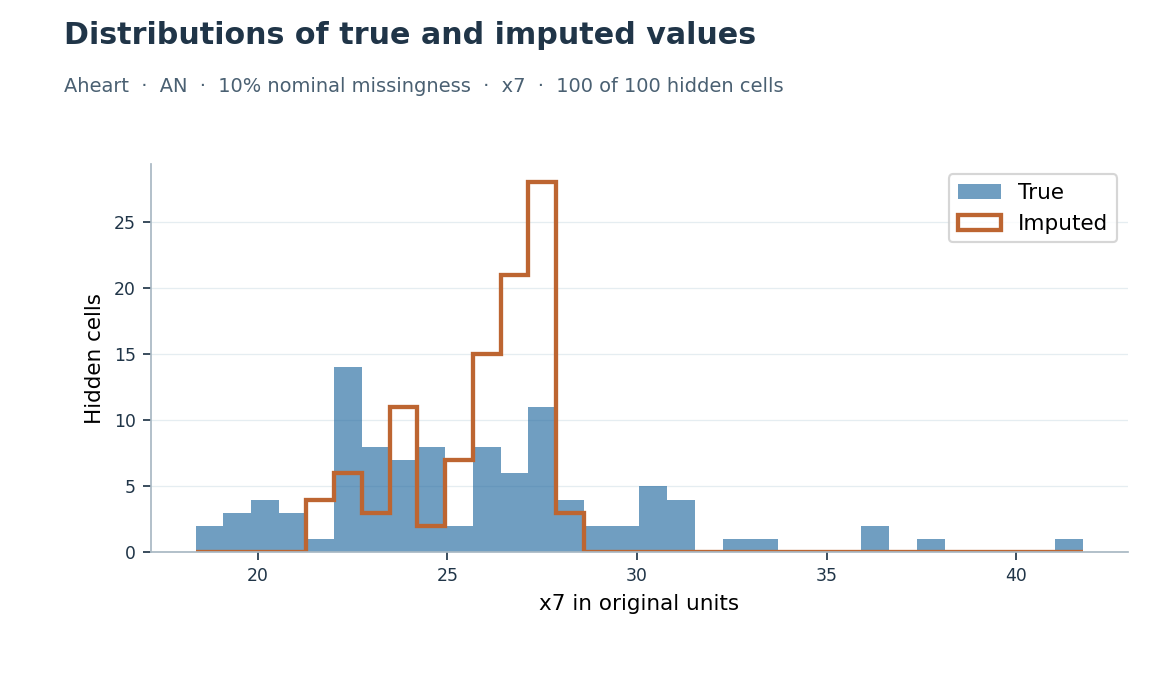 Distributions of true and imputed values
Aheart · AN · 10% nominal missingness · x7 · 100 of 100 hidden cells
True
Imputed
Hidden cells
25
20
15
10
5
0
20 25 30 35 40
x7 in original units